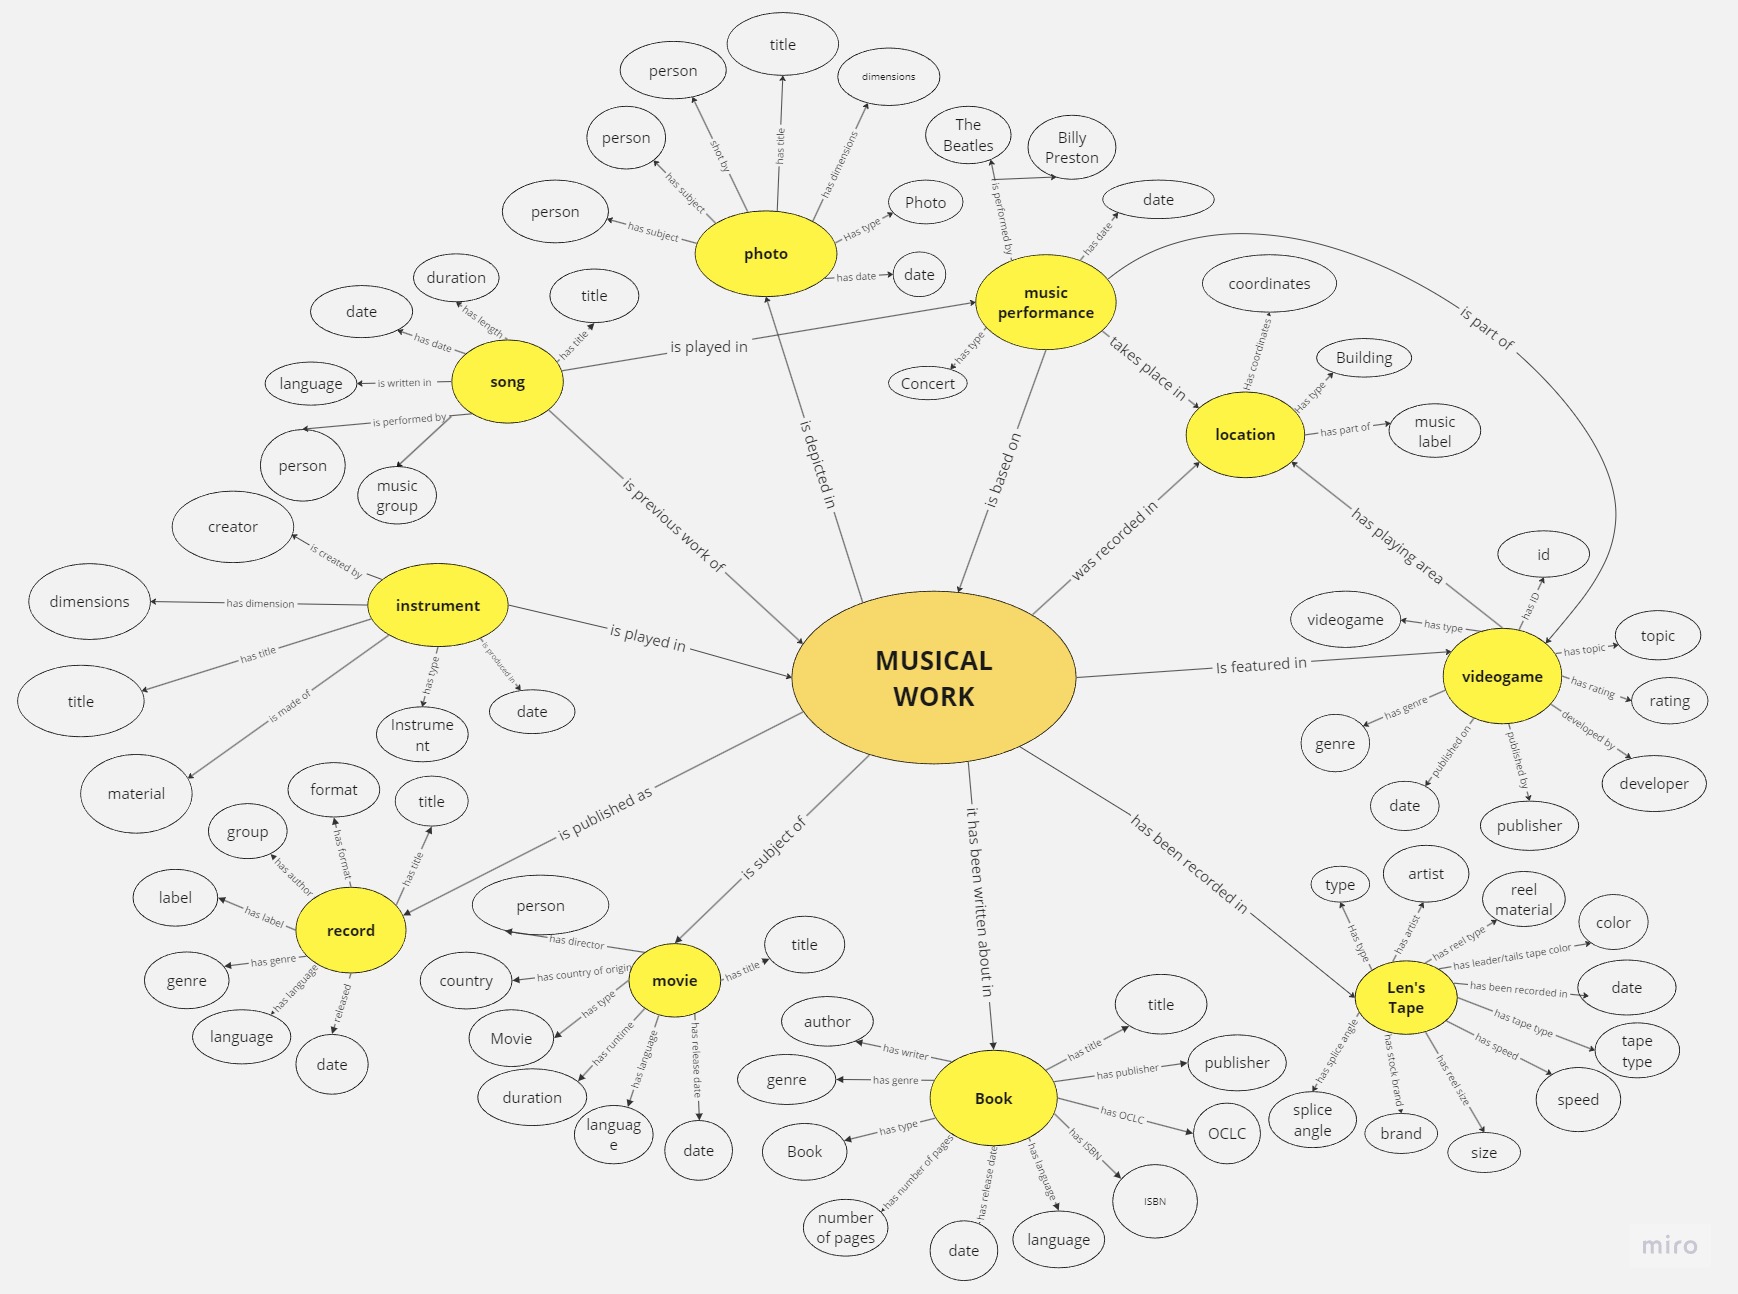 title
person
dimensions
shot by
has title
has dimensions
person
has subject
person
has subject
photo
Has type
Photo
has date
date
The
Beatles
Billy
Preston
is performed by
has date
date
music
performance
has type
Concert
takes place in
is part of
is based on
coordinates
Has coordinates
Building
Has type
location
has part of
music
label
duration
has length
date
has date
title
has title
language
is written in
song
is performed by
person
music
group
is played in
is previous work of
is depicted in
was recorded in
has playing area
creator
is created by
dimensions
has dimension
instrument
has title
title
is made of
material
has type
Instrume
nt
is produced in
date
is played in
MUSICAL
WORK
Is featured in
id
has ID
videogame
has type
videogame
has topic
topic
has rating
rating
has genre
genre
published on
date
published by
publisher
developed by
developer
is published as
is subject of
it has been written about in
has been recorded in
format
has format
title
has title
group
has author
label
has label
record
genre
has genre
has language
language
released
date
person
has director
title
has title
country
has country of origin
movie
has type
Movie
has runtime
duration
has language
languag
e
has release date
date
author
has writer
title
has title
genre
has genre
publisher
has publisher
Book
has OCLC
OCLC
has type
Book
has number of pages
number
of pages
has release date
date
has language
language
has ISBN
ISBN
type
Has type
artist
has artist
reel
material
has reel type
color
has leader/tails tape color
Len's
Tape
has been recorded in
date
has tape type
tape
type
has speed
speed
has splice angle
splice
angle
has stock brand
brand
has reel size
size
miro